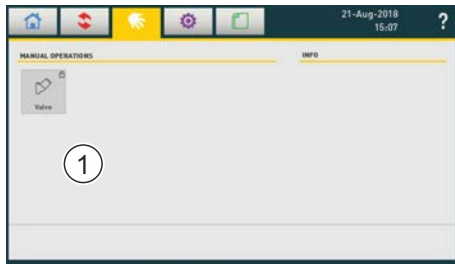 21-Aug-2018
15:07
?
MANUAL OPERATIONS
INFO
Valve
1